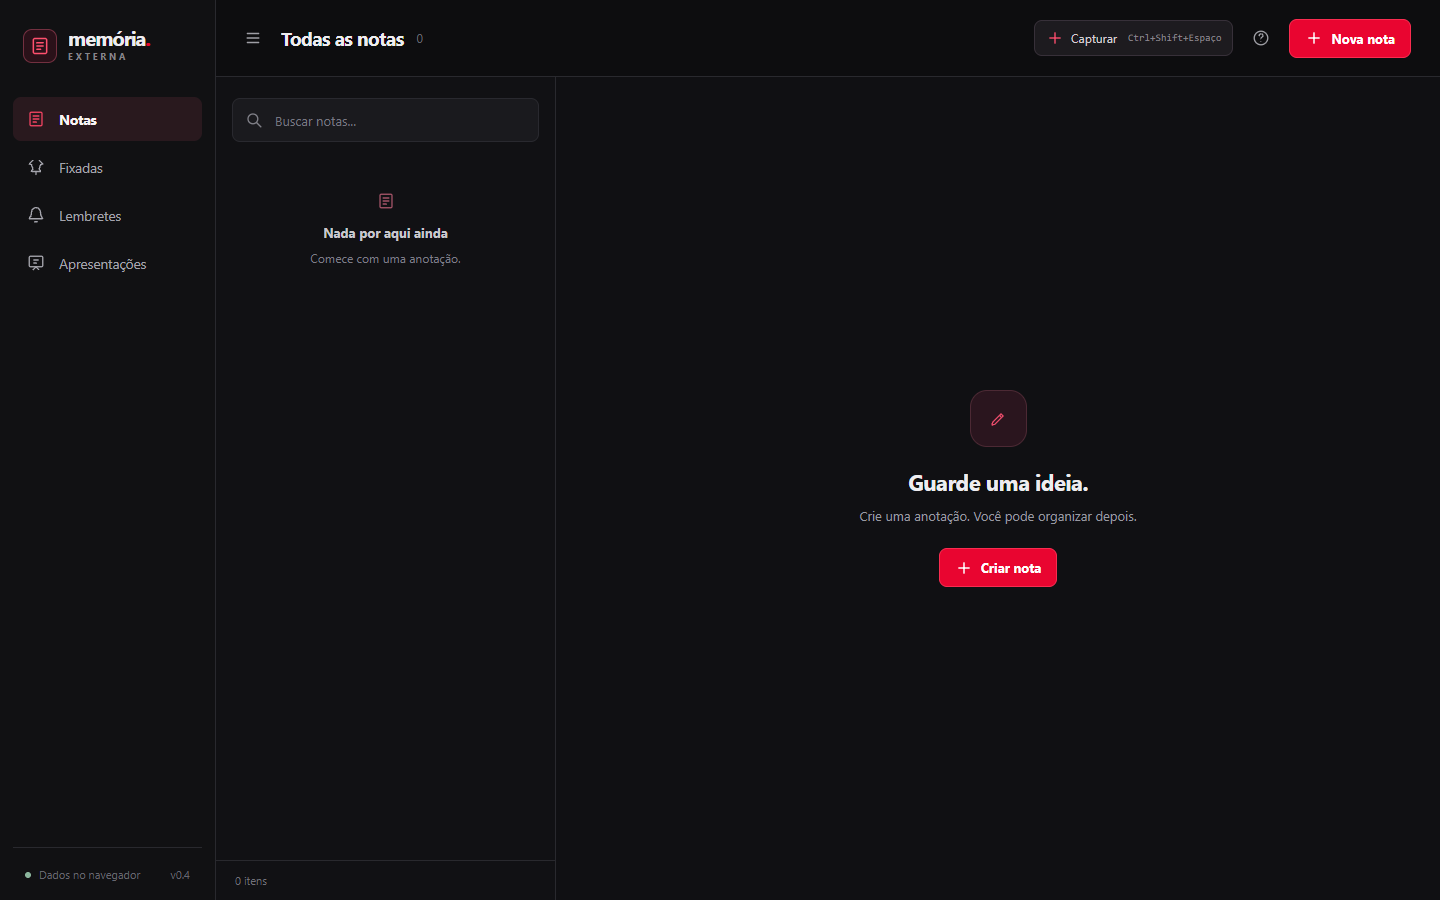 memória.
EXTERNA
Notas
Fixadas
Lembretes
Apresentações
Dados no navegador v0.4
Todas as notas 0
Capturar Ctrl+Shift+Espaço
Nova nota
Buscar notas...
Nada por aqui ainda
Comece com uma anotação.
0 itens
Guarde uma ideia.
Crie uma anotação. Você pode organizar depois.
Criar nota